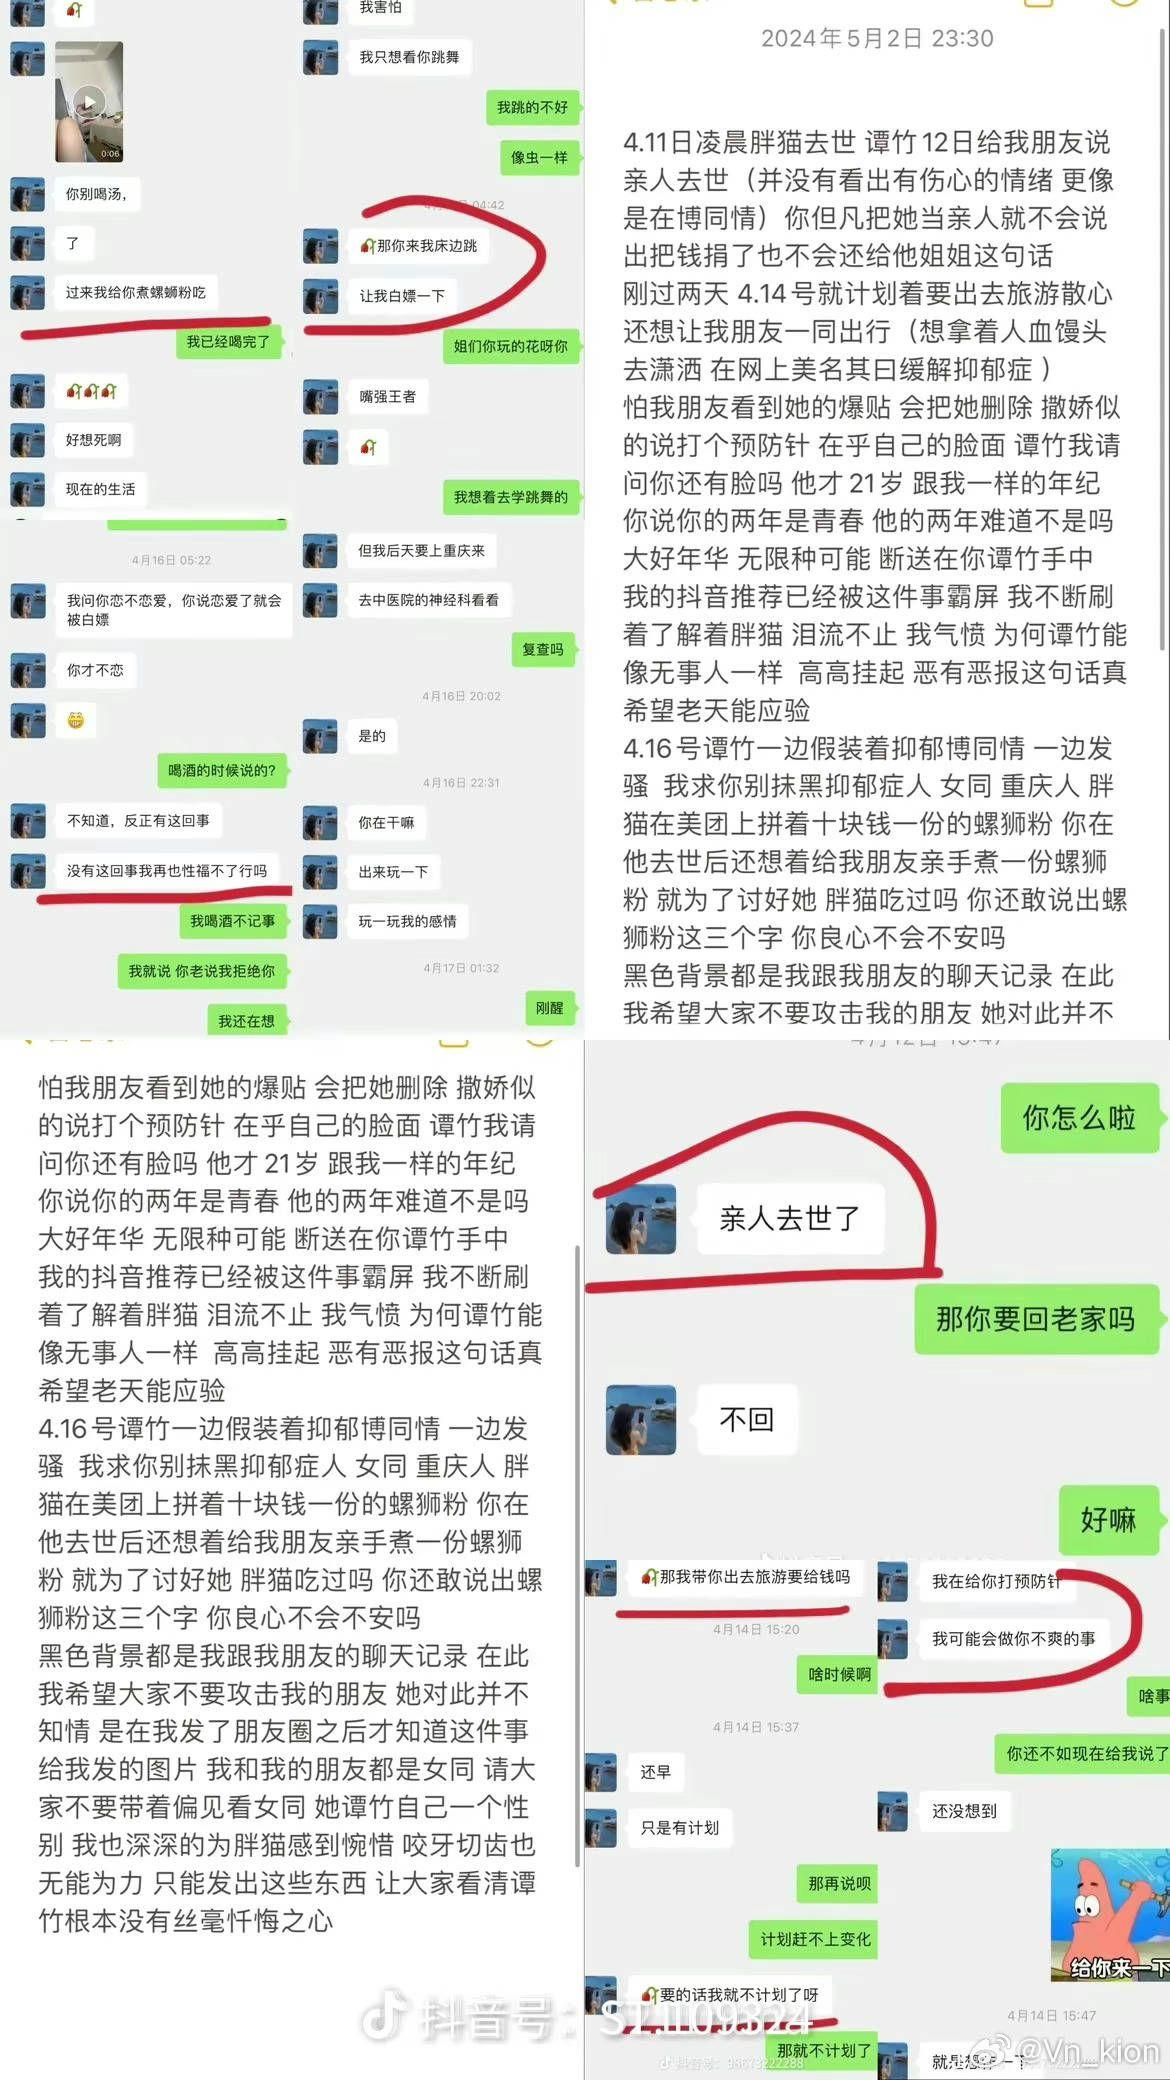 0:06
你别喝汤，
了
过来我给你煮螺蛳粉吃
我已经喝完了
好想死啊
现在的生活
4月16日 05:22
我问你恋不恋爱，你说恋爱了就会
被白嫖
你才不恋
喝酒的时候说的?
不知道，反正有这回事
没有这回事我再也性福不了行吗
我喝酒不记事
我就说 你老说我拒绝你
我还在想
我害怕
我只想看你跳舞
我跳的不好
像虫一样
04:42
那你来我床边跳
让我白嫖一下
姐们你玩的花呀你
嘴强王者
我想着去学跳舞的
但我后天要上重庆来
去中医院的神经科看看
复查吗
4月16日 20:02
是的
4月16日 22:31
你在干嘛
出来玩一下
玩一玩我的感情
4月17日 01:32
刚醒
2024年5月2日 23:30
4.11日凌晨胖猫去世 谭竹12日给我朋友说
亲人去世（并没有看出有伤心的情绪 更像
是在博同情）你但凡把她当亲人就不会说
出把钱捐了也不会还给他姐姐这句话
刚过两天 4.14号就计划着要出去旅游散心
还想让我朋友一同出行（想拿着人血馒头
去潇洒 在网上美名其曰缓解抑郁症 ）
怕我朋友看到她的爆贴 会把她删除 撒娇似
的说打个预防针 在乎自己的脸面 谭竹我请
问你还有脸吗 他才21岁 跟我一样的年纪
你说你的两年是青春 他的两年难道不是吗
大好年华 无限种可能 断送在你谭竹手中
我的抖音推荐已经被这件事霸屏 我不断刷
着了解着胖猫 泪流不止 我气愤 为何谭竹能
像无事人一样 高高挂起 恶有恶报这句话真
希望老天能应验
4.16号谭竹一边假装着抑郁博同情 一边发
骚 我求你别抹黑抑郁症人 女同 重庆人 胖
猫在美团上拼着十块钱一份的螺狮粉 你在
他去世后还想着给我朋友亲手煮一份螺狮
粉 就为了讨好她 胖猫吃过吗 你还敢说出螺
狮粉这三个字 你良心不会不安吗
黑色背景都是我跟我朋友的聊天记录 在此
我希望大家不要攻击我的朋友 她对此并不
怕我朋友看到她的爆贴 会把她删除 撒娇似
的说打个预防针 在乎自己的脸面 谭竹我请
问你还有脸吗 他才21岁 跟我一样的年纪
你说你的两年是青春 他的两年难道不是吗
大好年华 无限种可能 断送在你谭竹手中
我的抖音推荐已经被这件事霸屏 我不断刷
着了解着胖猫 泪流不止 我气愤 为何谭竹能
像无事人一样 高高挂起 恶有恶报这句话真
希望老天能应验
4.16号谭竹一边假装着抑郁博同情 一边发
骚 我求你别抹黑抑郁症人 女同 重庆人 胖
猫在美团上拼着十块钱一份的螺狮粉 你在
他去世后还想着给我朋友亲手煮一份螺狮
粉 就为了讨好她 胖猫吃过吗 你还敢说出螺
狮粉这三个字 你良心不会不安吗
黑色背景都是我跟我朋友的聊天记录 在此
我希望大家不要攻击我的朋友 她对此并不
知情 是在我发了朋友圈之后才知道这件事
给我发的图片 我和我的朋友都是女同 请大
家不要带着偏见看女同 她谭竹自己一个性
别 我也深深的为胖猫感到惋惜 咬牙切齿也
无能为力 只能发出这些东西 让大家看清谭
竹根本没有丝毫忏悔之心
你怎么啦
亲人去世了
那你要回老家吗
不回
好嘛
那我带你出去旅游要给钱吗
4月14日 15:20
啥时候啊
4月14日 15:37
还早
只是有计划
那再说呗
计划赶不上变化
要的话我就不计划了呀
那就不计划了
我在给你打预防针
我可能会做你不爽的事
啥事
你还不如现在给我说了
还没想到
给你来一下
4月14日 15:47
就是想
抖音号：
@Vn_kion